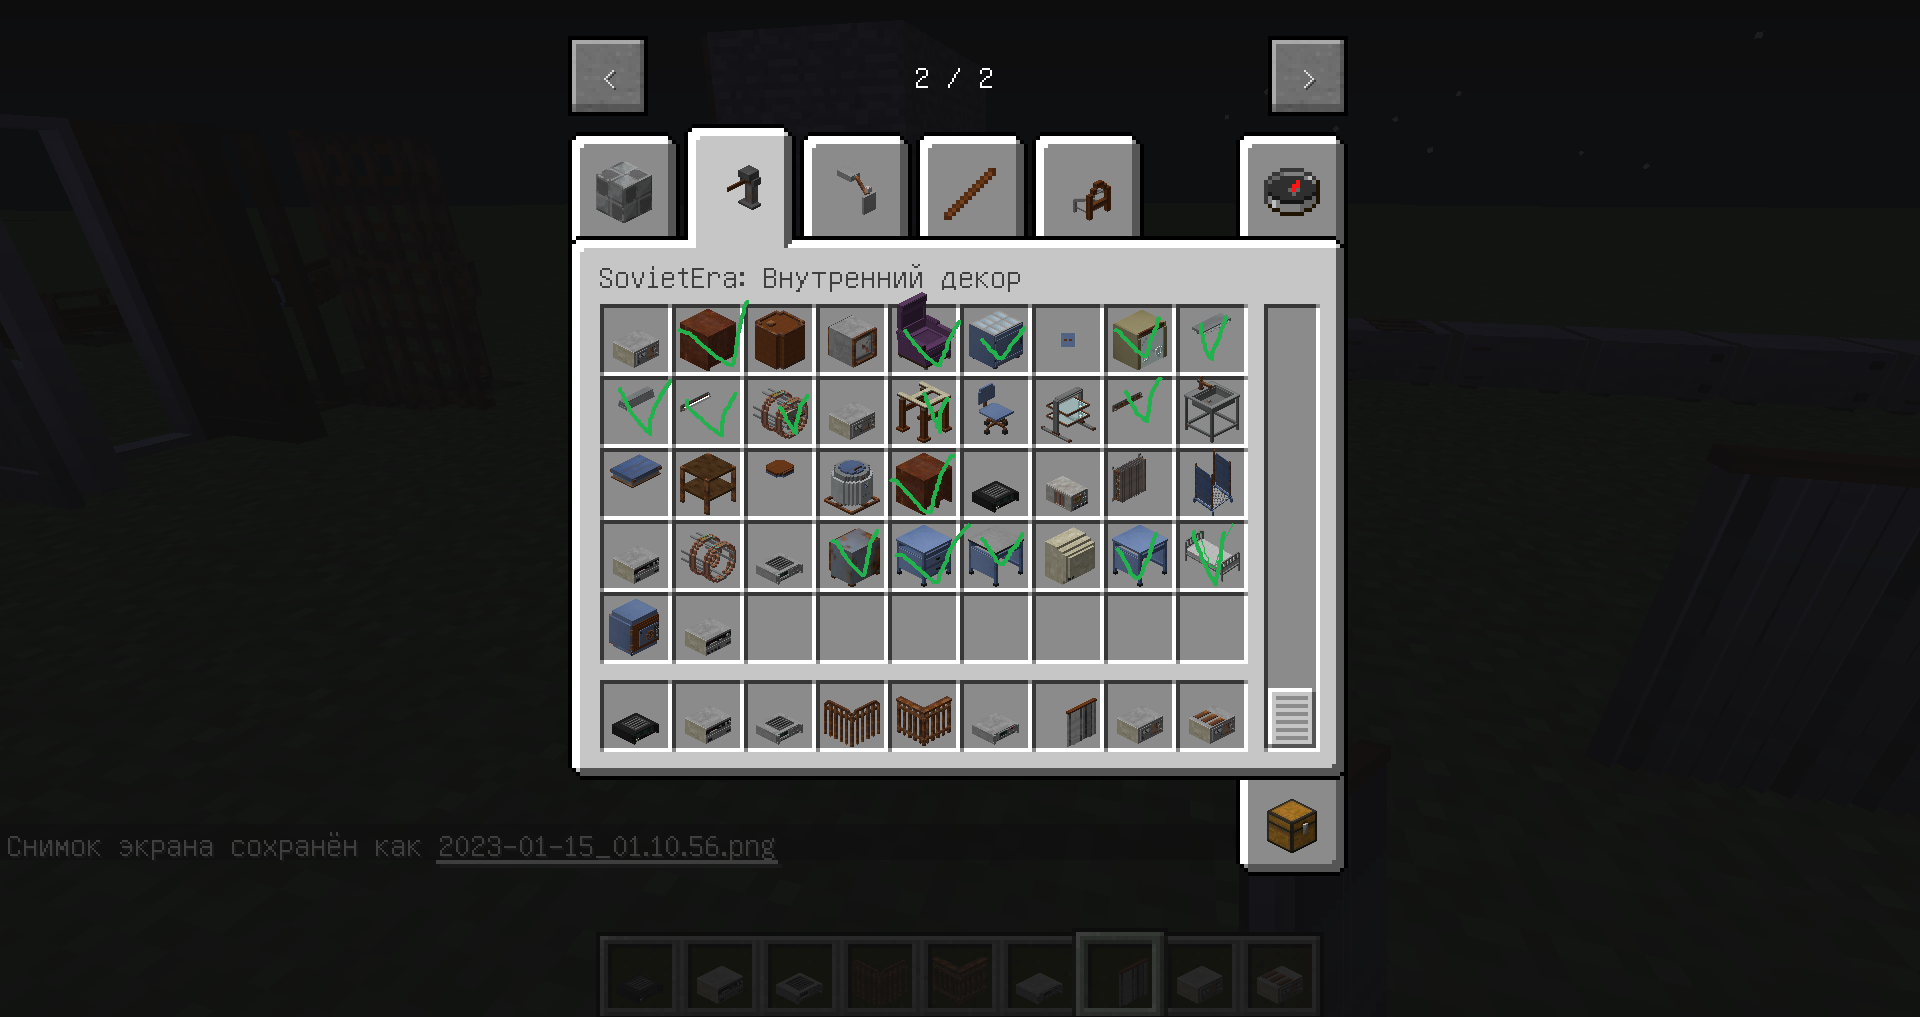 <
2 / 2
>
SovietEra: Внутренний декор
Снимок экрана сохранён как 2023-01-15_01.10.56.png